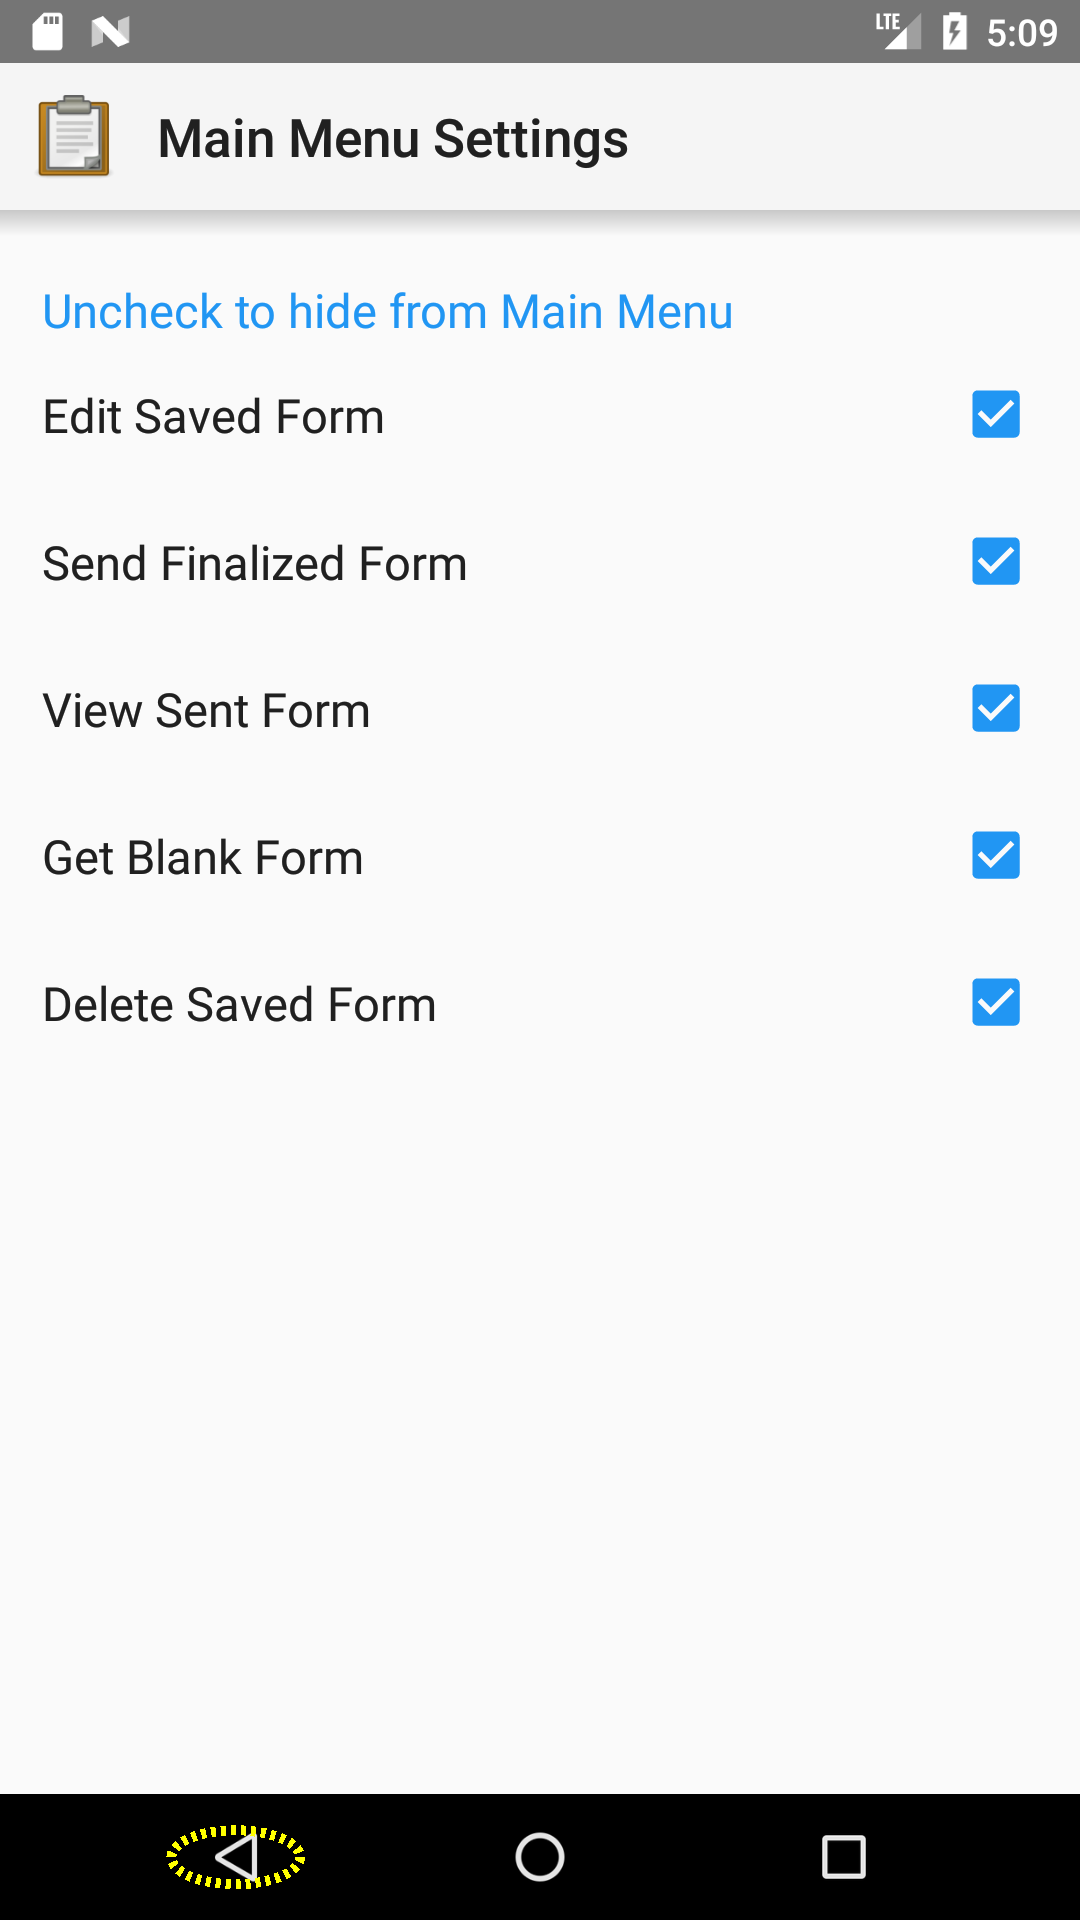 LTE 5:09
Main Menu Settings
Uncheck to hide from Main Menu
Edit Saved Form
Send Finalized Form
View Sent Form
Get Blank Form
Delete Saved Form